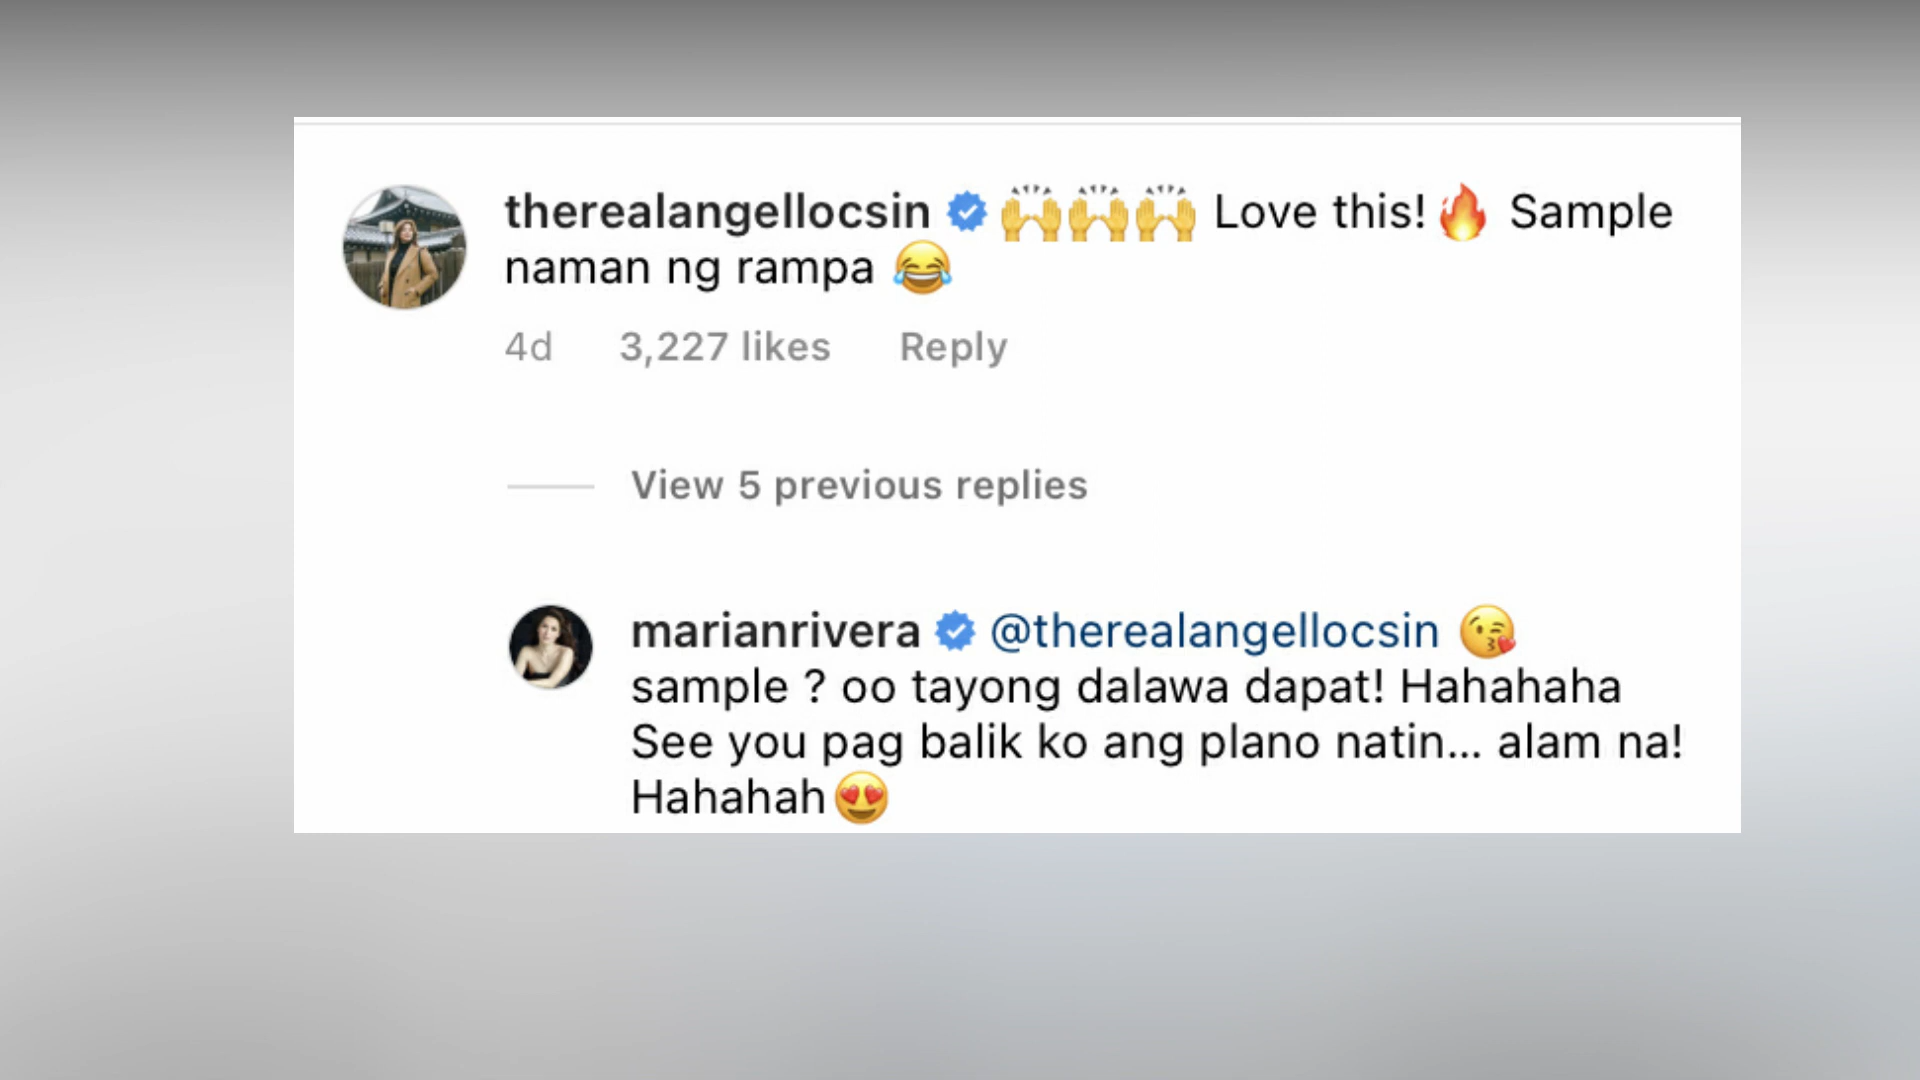 therealangellocsin 🙌🙌🙌 Love this!🔥 Sample
naman ng rampa 😂
4d 3,227 likes Reply
View 5 previous replies
marianrivera @therealangellocsin 😘
sample ? oo tayong dalawa dapat! Hahahaha
See you pag balik ko ang plano natin... alam na!
Hahahah😍